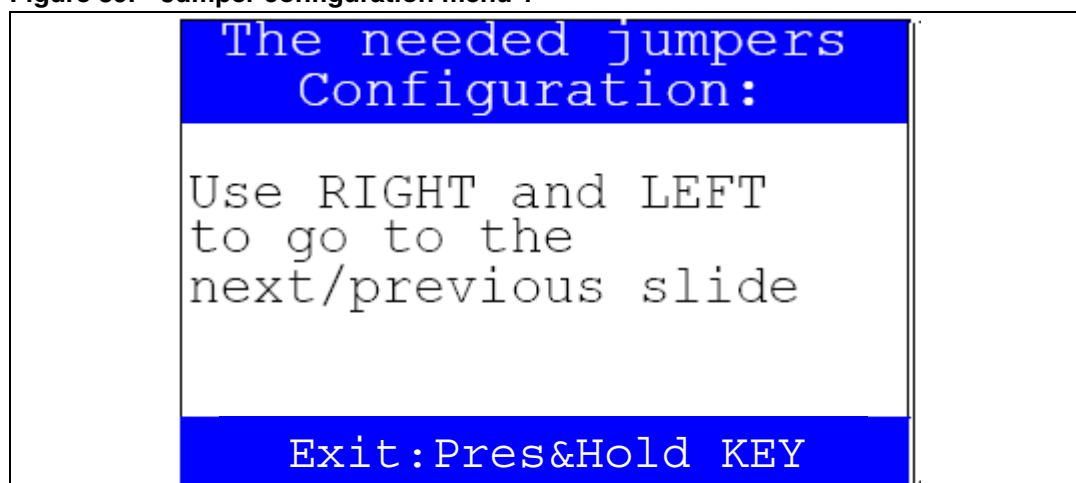 The needed jumpers
Configuration:
Use RIGHT and LEFT
to go to the
next/previous slide
Exit:Pres&Hold KEY